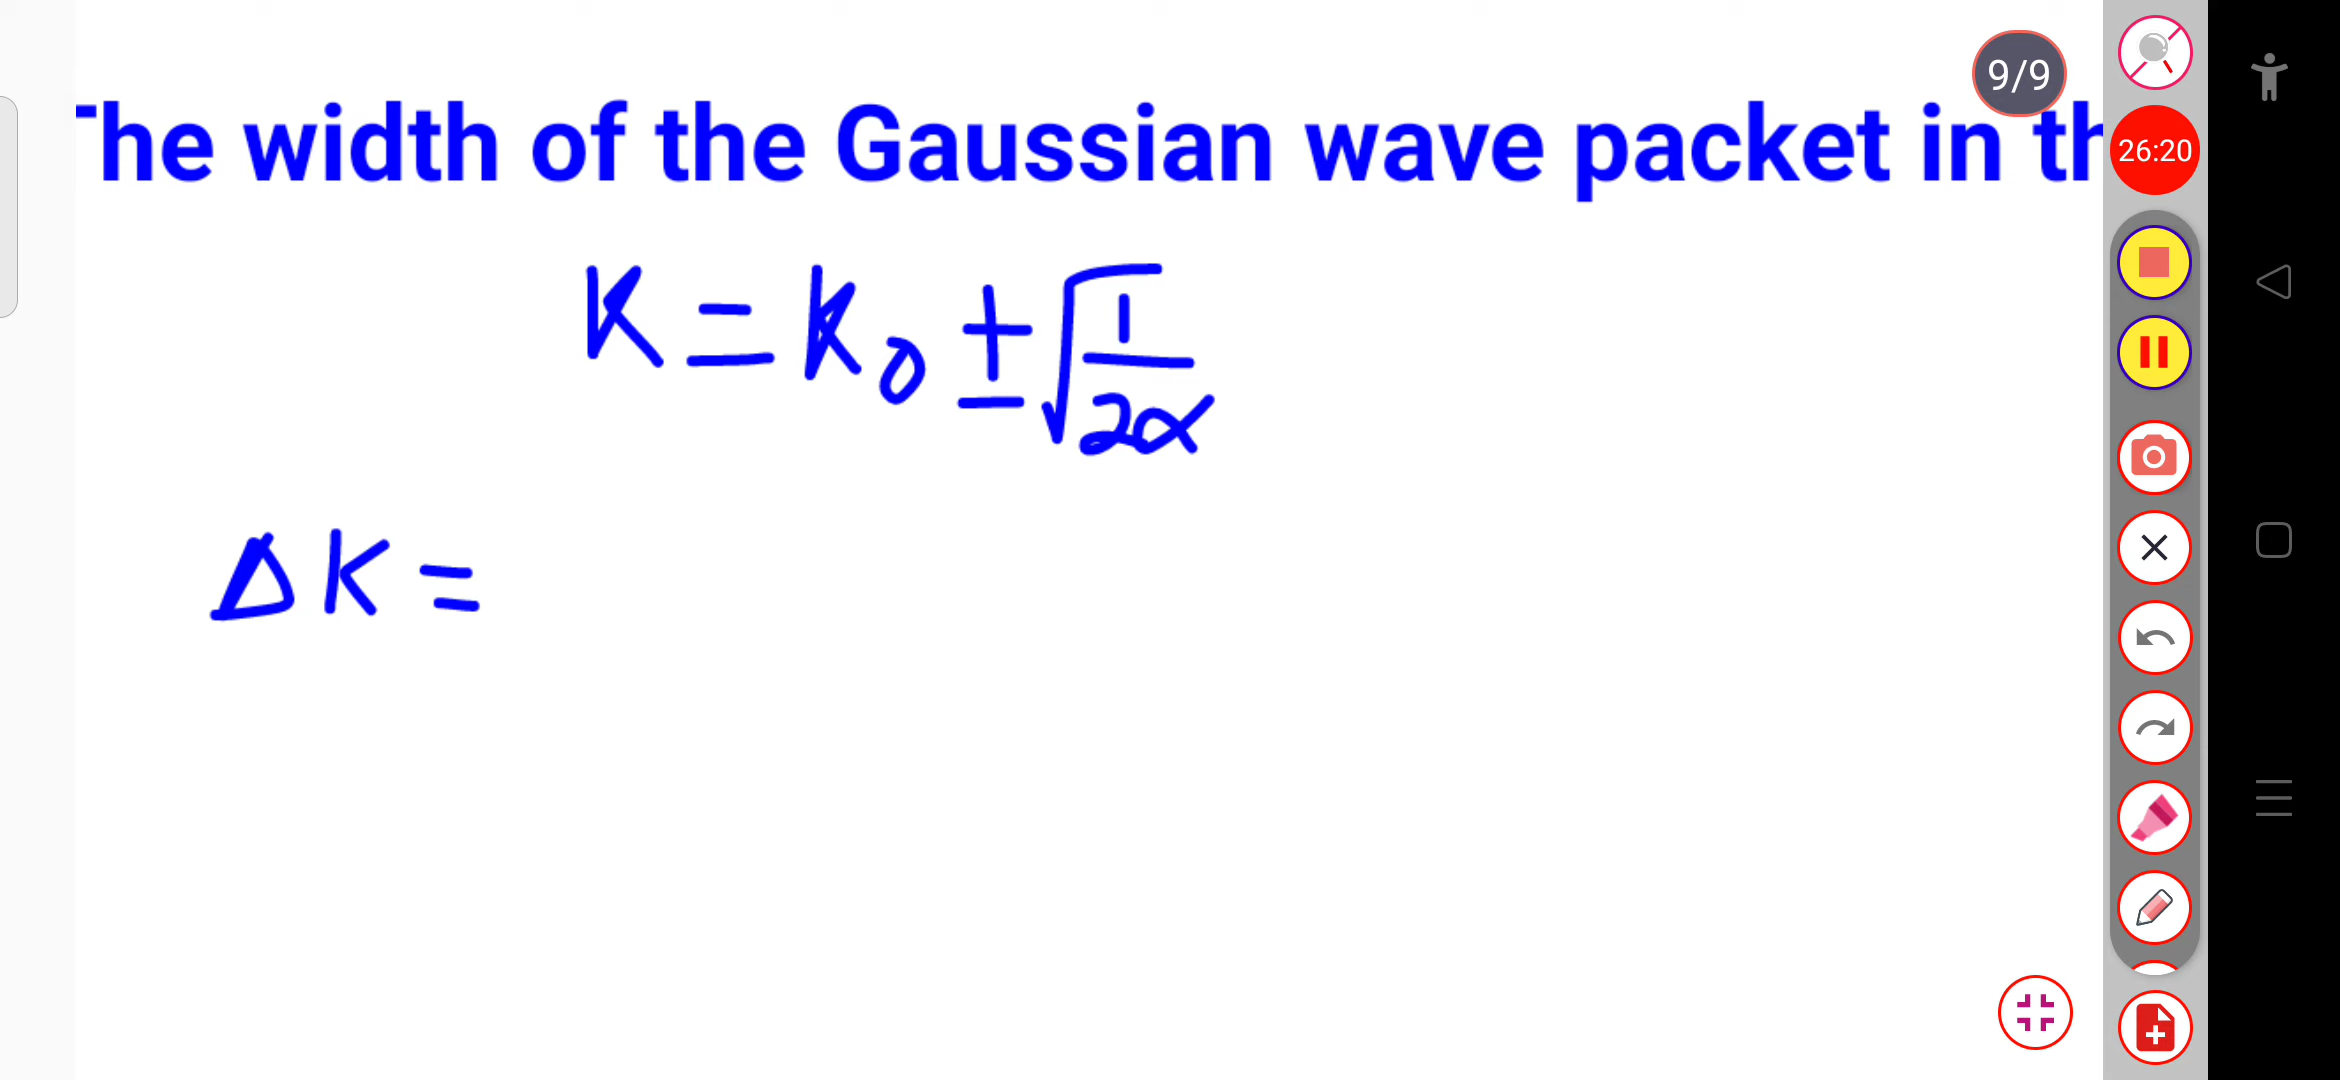 9/9
The width of the Gaussian wave packet in th
26:20
K = K₀ ± √(1/2α)
ΔK =